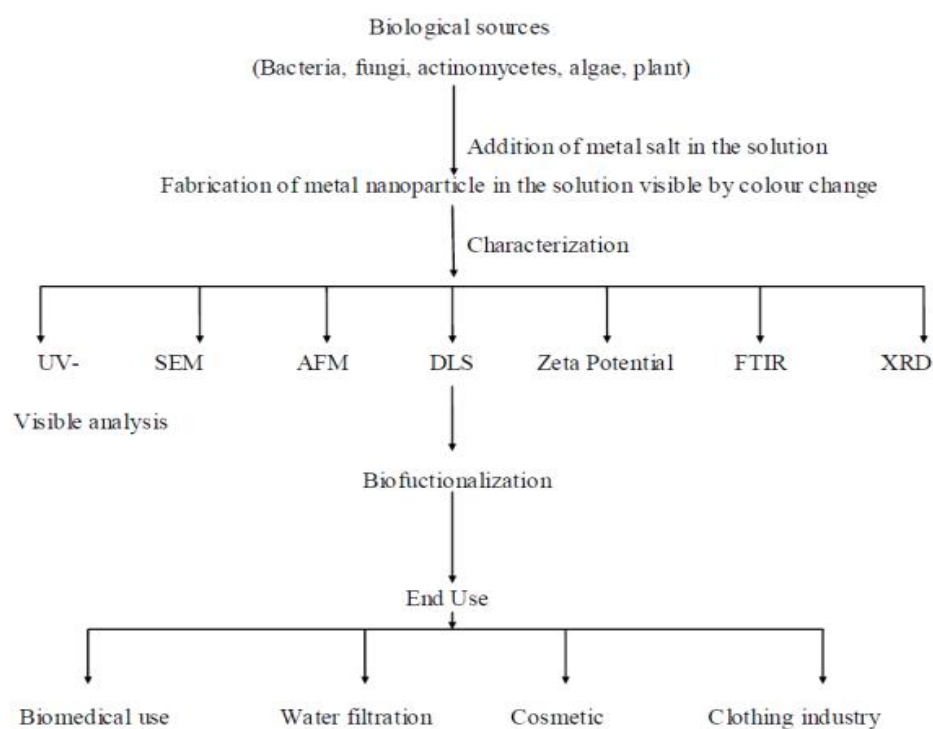 Biological sources
(Bacteria, fungi, actinomycetes, algae, plant)
Addition of metal salt in the solution
Fabrication of metal nanoparticle in the solution visible by colour change
Characterization
UV- SEM AFM DLS Zeta Potential FTIR XRD
Visible analysis
Biofuctionalization
End Use
Biomedical use Water filtration Cosmetic Clothing industry